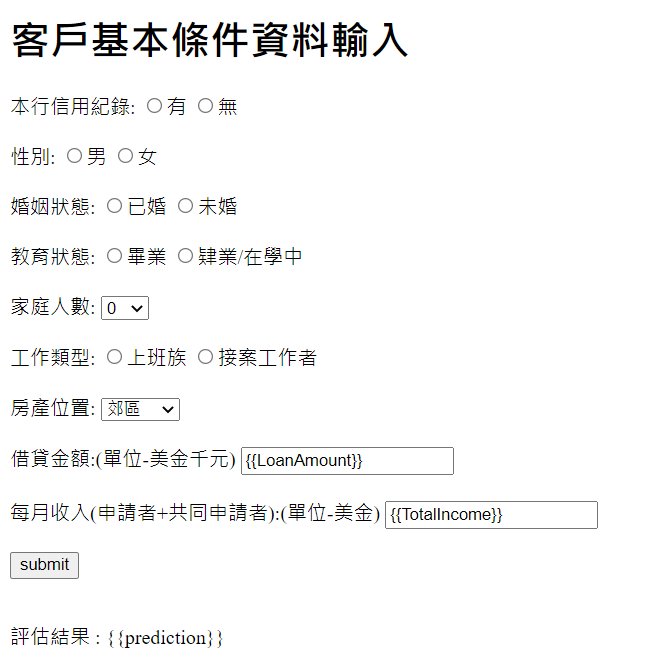 客戶基本條件資料輸入
本行信用紀錄: 有 無
性別: 男 女
婚姻狀態: 已婚 未婚
教育狀態: 畢業 肄業/在學中
家庭人數: 0
工作類型: 上班族 接案工作者
房產位置: 郊區
借貸金額:(單位-美金千元) {{LoanAmount}}
每月收入(申請者+共同申請者):(單位-美金) {{TotalIncome}}
submit
評估結果 : {{prediction}}